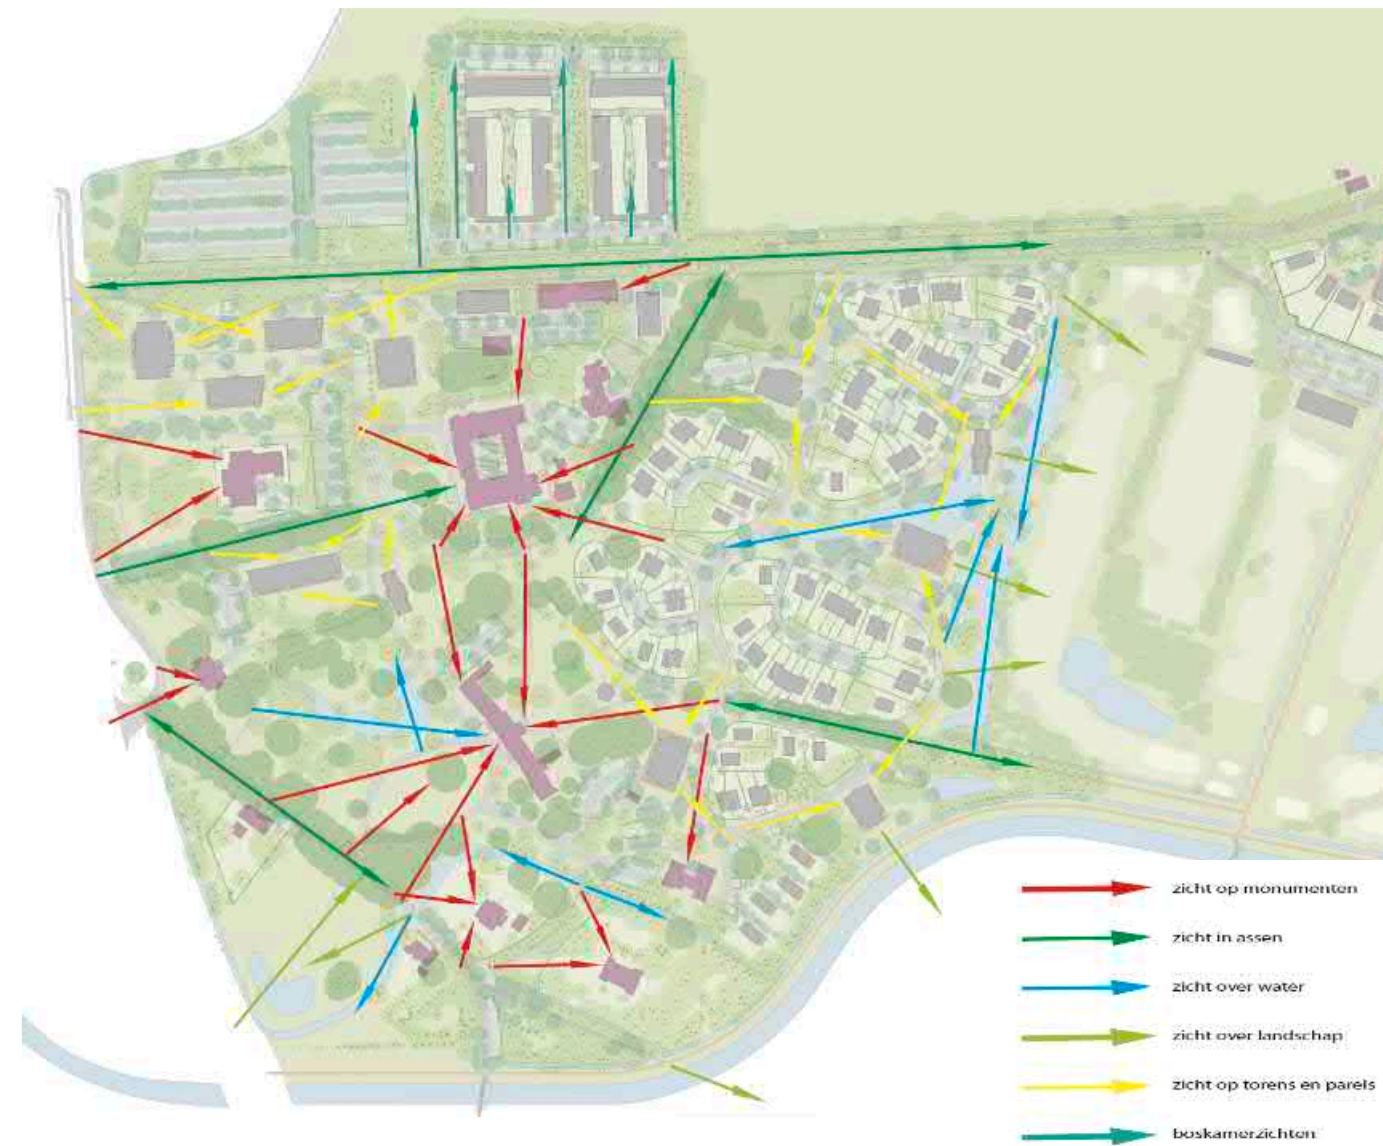 zicht op monumenten
zicht in assen
zicht over water
zicht over landschap
zicht op torens en parels
boskamerzichten